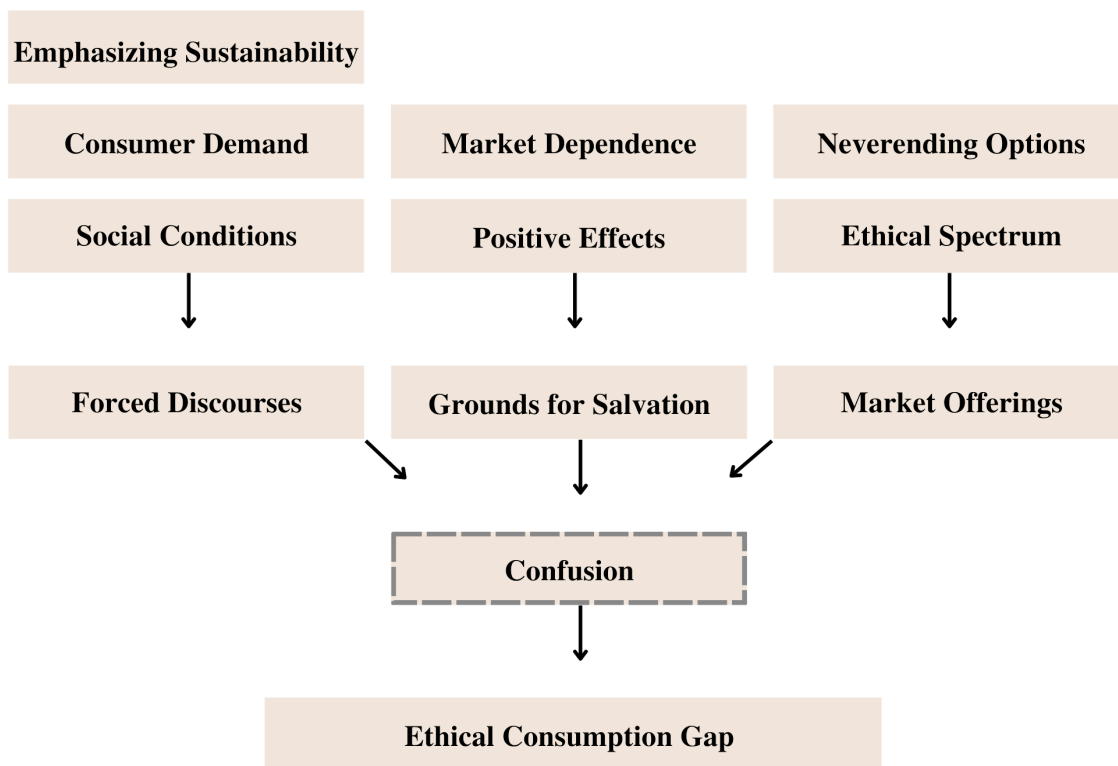 Emphasizing Sustainability
Consumer Demand
Market Dependence
Neverending Options
Social Conditions
Positive Effects
Ethical Spectrum
Forced Discourses
Grounds for Salvation
Market Offerings
Confusion
Ethical Consumption Gap